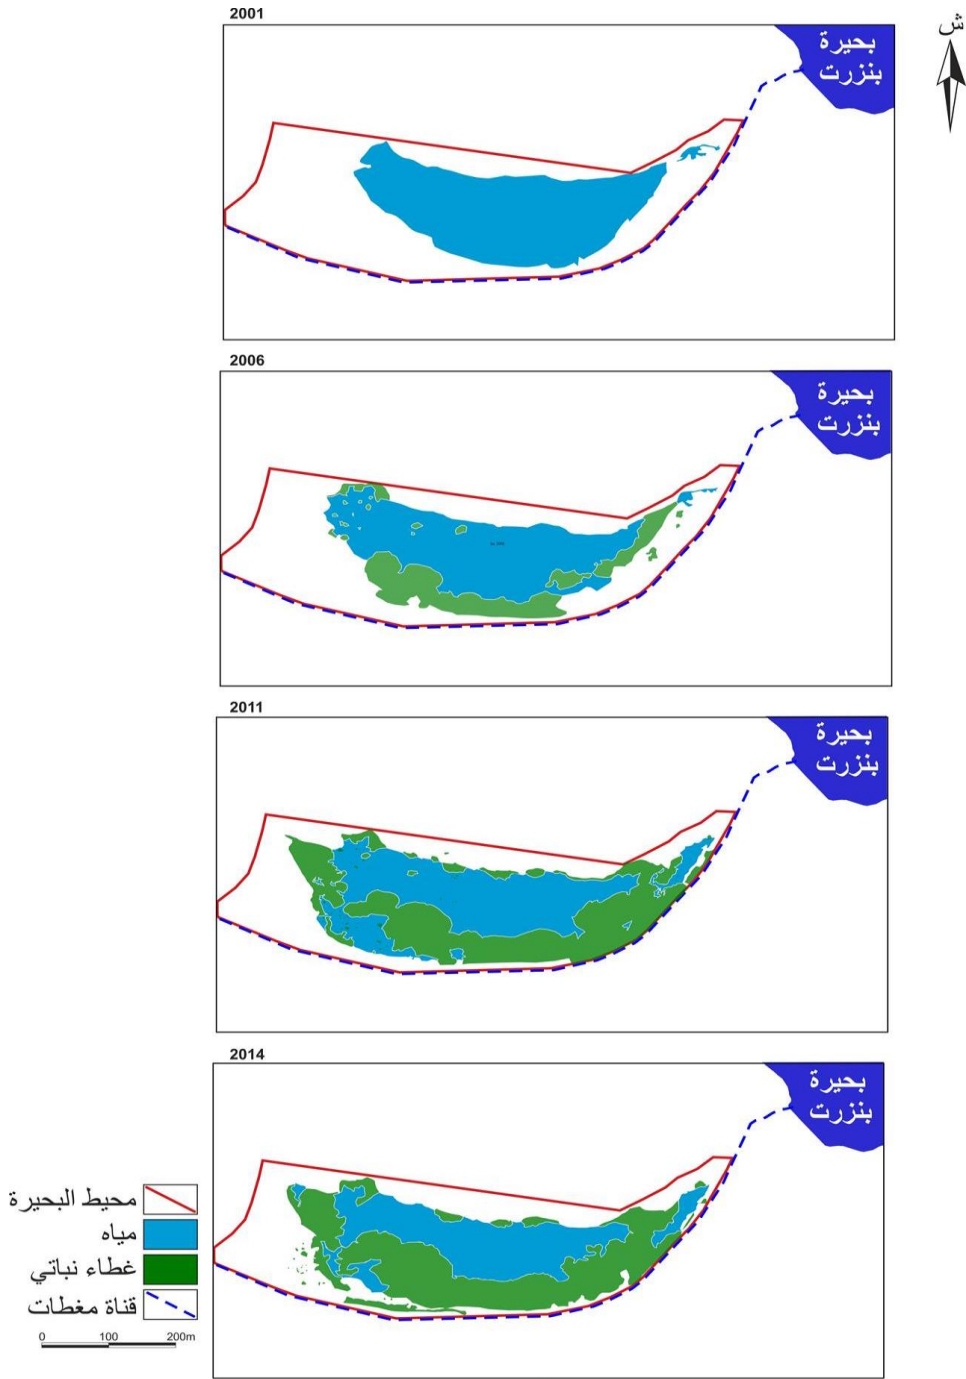 2001
ش
بحيرة
بنزرت
2006
بحيرة
بنزرت
2011
بحيرة
بنزرت
2014
بحيرة
بنزرت
محيط البحيرة
مياه
غطاء نباتي
قناة مغطات
0 100 200m